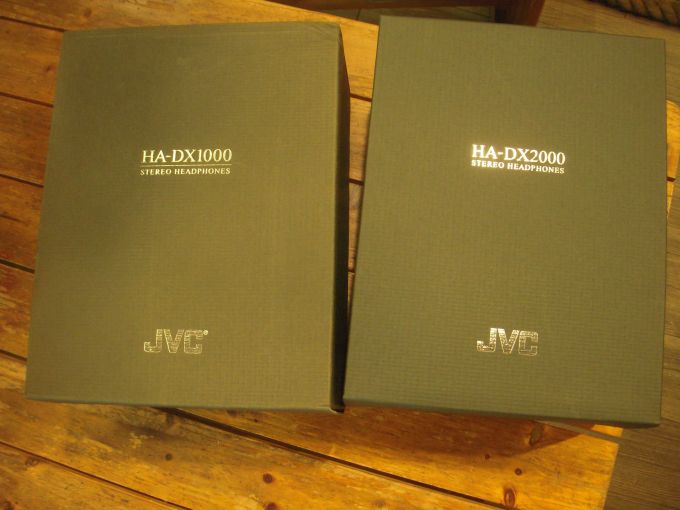 HA-DX1000
STEREO HEADPHONES
JVC®
HA-DX2000
STEREO HEADPHONES
JVC